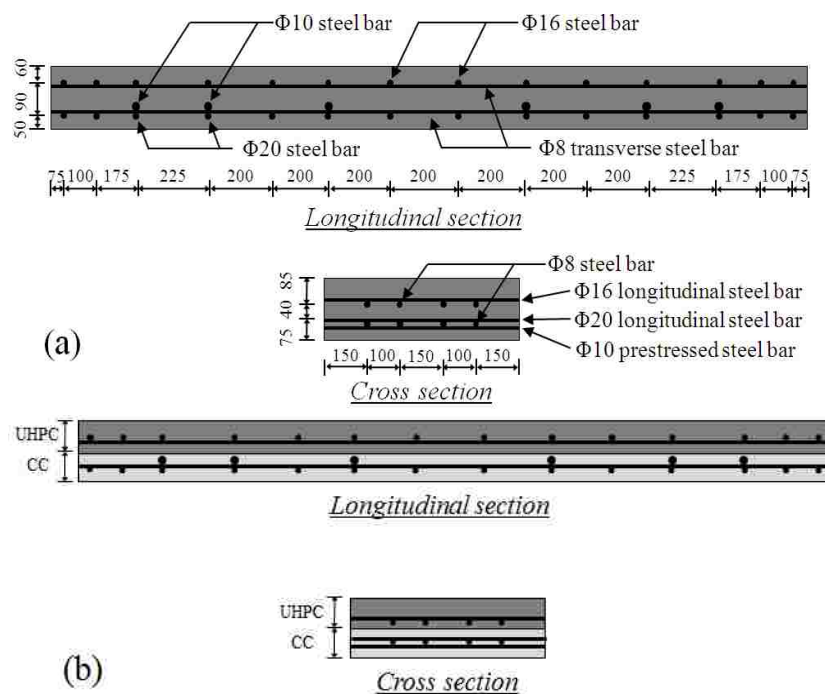 Φ10 steel bar
Φ16 steel bar
60
90
50
Φ20 steel bar
Φ8 transverse steel bar
75 100 175 225 200 200 200 200 200 200 225 175 100 75
Longitudinal section
Φ8 steel bar
85
40
75
Φ16 longitudinal steel bar
Φ20 longitudinal steel bar
Φ10 prestressed steel bar
(a)
150 100 150 100 150
Cross section
UHPC
CC
Longitudinal section
UHPC
CC
(b)
Cross section